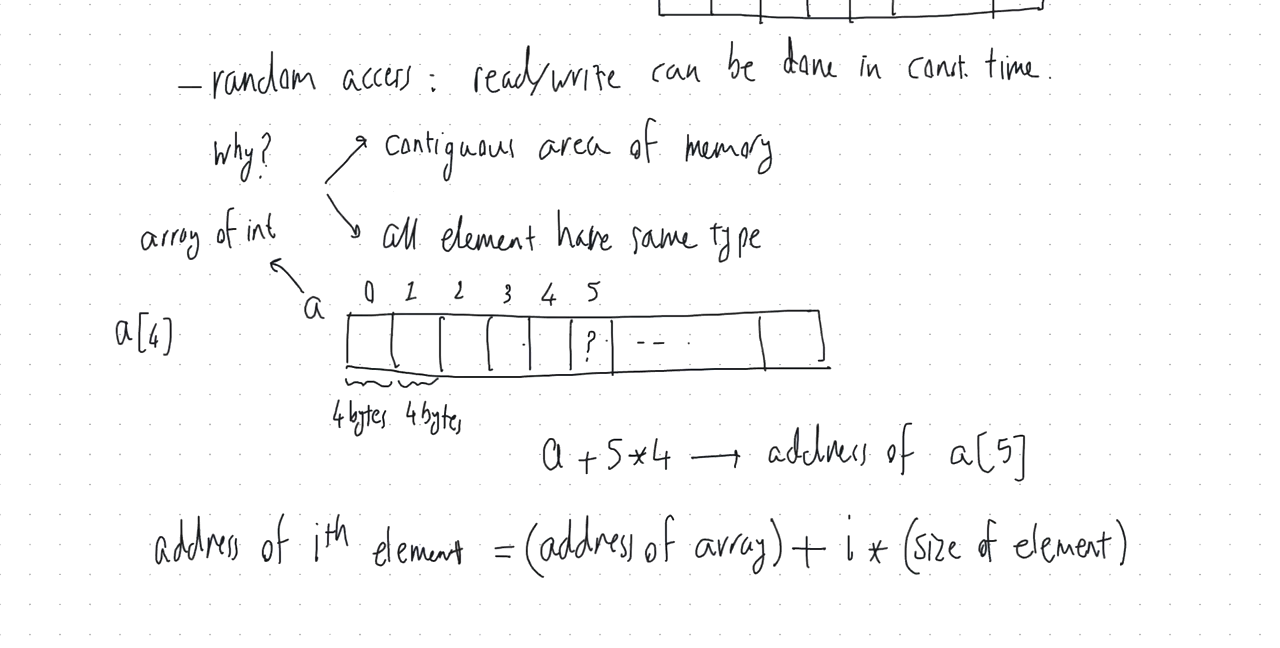 – random access : read/write can be done in const. time.
why?
contiguous area of memory
all element have same type
array of int
a
0 1 2 3 4 5
a[4]
? -- .
4 bytes 4 bytes
a + 5*4 → address of a[5]
address of ith element = (address of array) + i * (size of element)